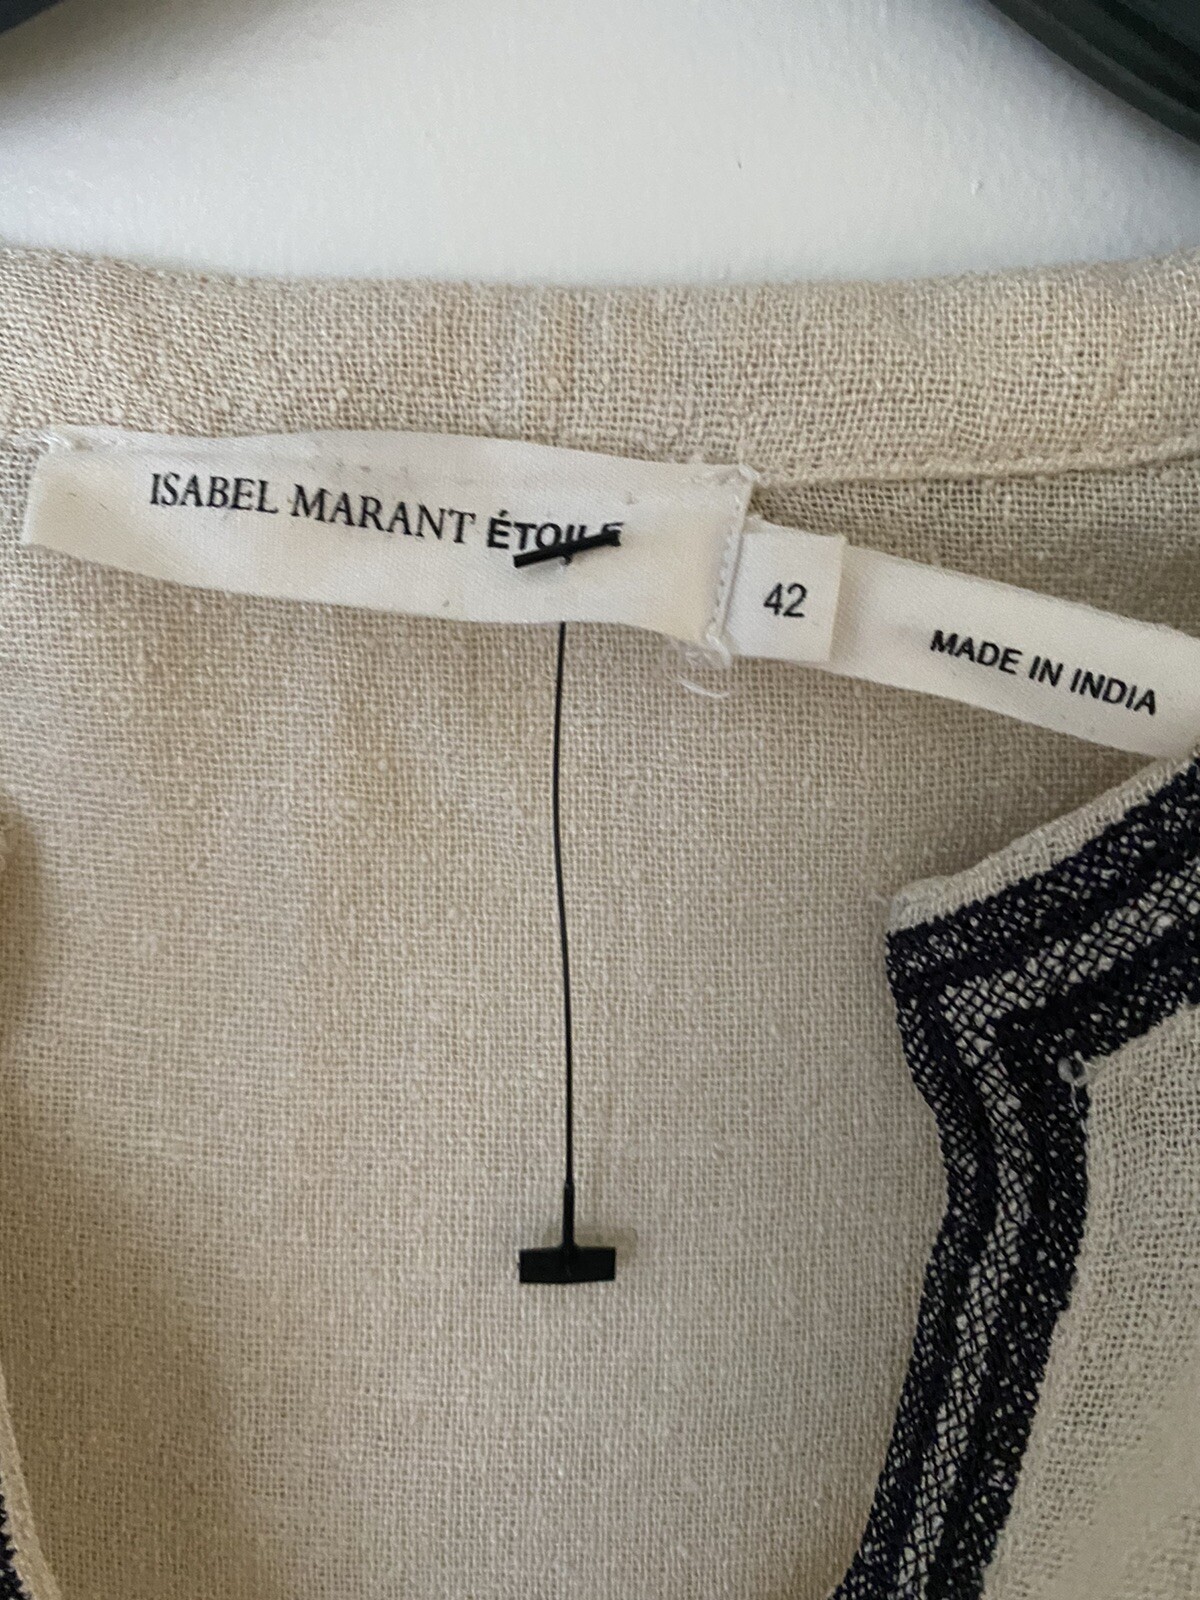 ISABEL MARANT ÉTOILE
42
MADE IN INDIA